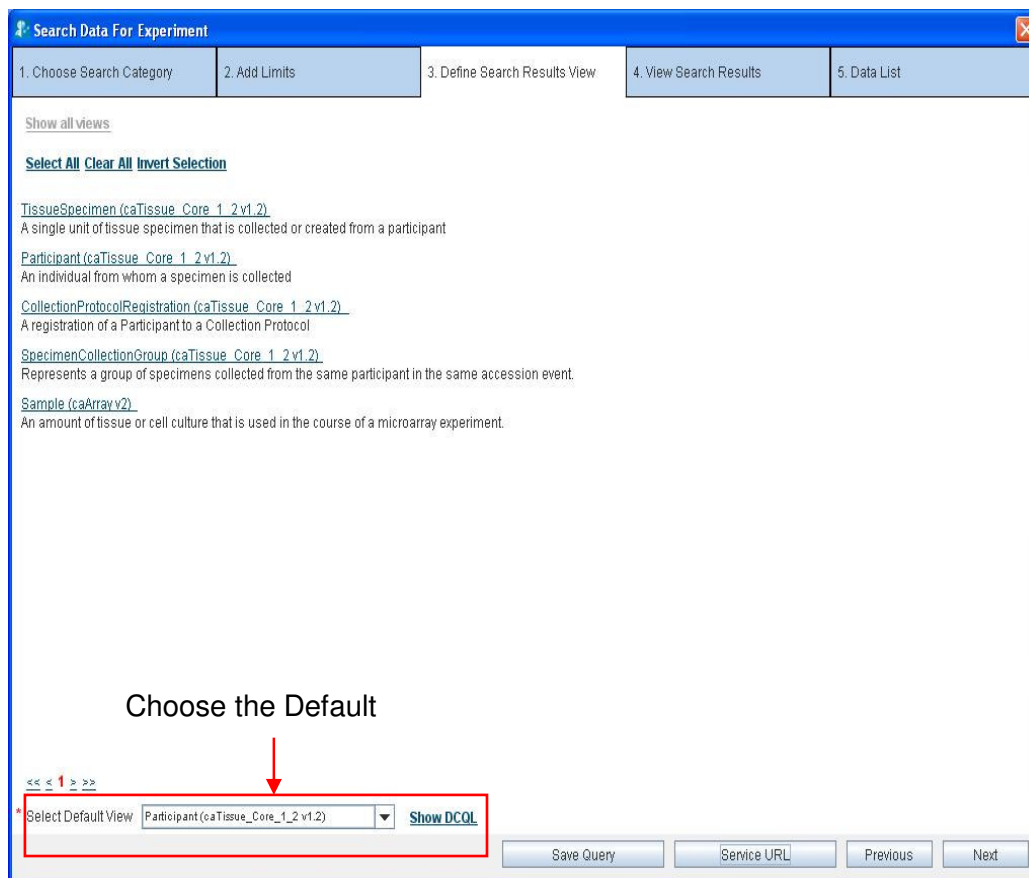 Search Data For Experiment
1. Choose Search Category 2. Add Limits 3. Define Search Results View 4. View Search Results 5. Data List
Show all views
Select All Clear All Invert Selection
TissueSpecimen (caTissue_Core_1_2 v1.2)
A single unit of tissue specimen that is collected or created from a participant
Participant (caTissue_Core_1_2 v1.2)
An individual from whom a specimen is collected
CollectionProtocolRegistration (caTissue_Core_1_2 v1.2)
A registration of a Participant to a Collection Protocol
SpecimenCollectionGroup (caTissue_Core_1_2 v1.2)
Represents a group of specimens collected from the same participant in the same accession event.
Sample (caArray v2)
An amount of tissue or cell culture that is used in the course of a microarray experiment.
Choose the Default
<< < 1 > >>
* Select Default View Participant (caTissue_Core_1_2 v1.2) Show DCQL
Save Query Service URL Previous Next